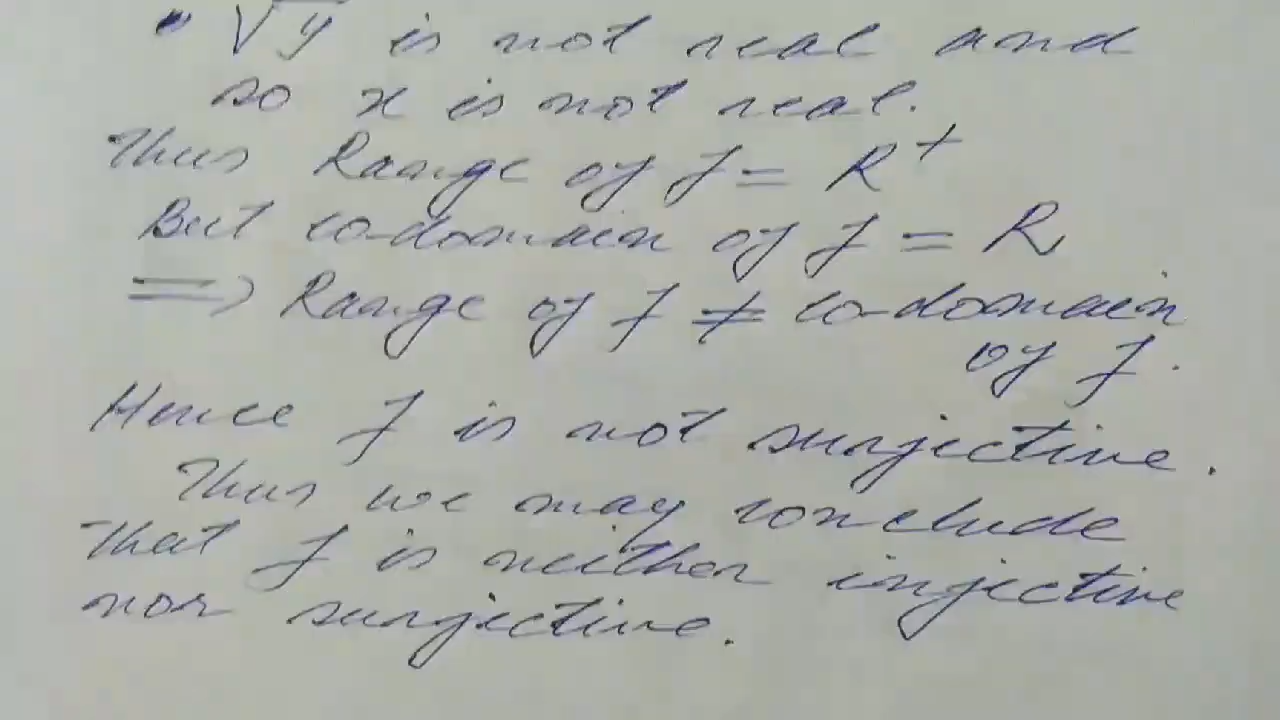 • √y is not real and
so x is not real.
Thus Range of f = R⁺
But co-domain of f = R
⇒ Range of f ≠ co-domain
of f.
Hence f is not surjective.
Thus we may conclude
that f is neither injective
nor surjective.